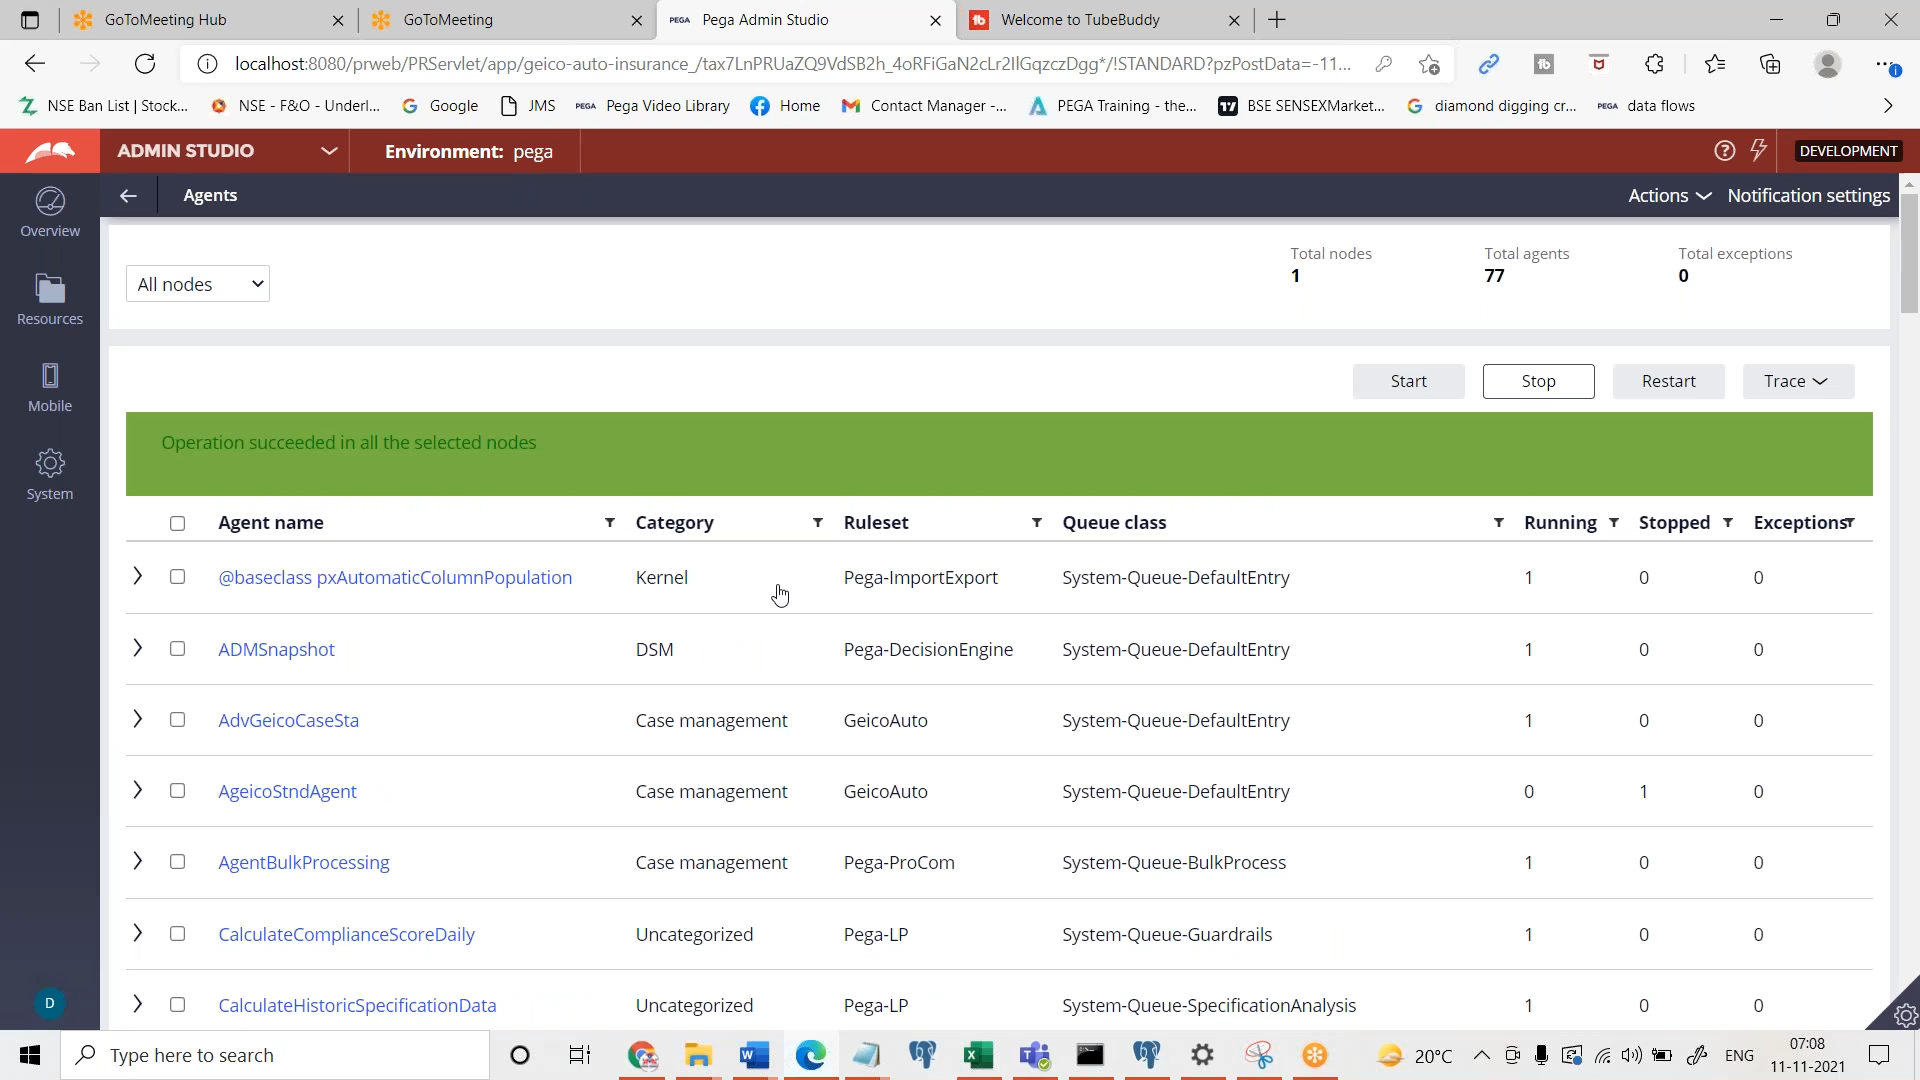 GoToMeeting Hub
GoToMeeting
PEGA Pega Admin Studio
tb Welcome to TubeBuddy
localhost:8080/prweb/PRServlet/app/geico-auto-insurance_/tax7LnPRUaZQ9VdSB2h_4oRFiGaN2cLr2IlGqzczDgg*/!STANDARD?pzPostData=-11...
NSE Ban List | Stock...
NSE - F&O - Underl...
Google
JMS
PEGA Pega Video Library
Home
Contact Manager -...
PEGA Training - the...
BSE SENSEXMarket...
diamond digging cr...
PEGA data flows
ADMIN STUDIO
Environment: pega
DEVELOPMENT
Overview
Resources
Mobile
System
D
Agents
Actions
Notification settings
All nodes
Total nodes
1
Total agents
77
Total exceptions
0
Start
Stop
Restart
Trace
Operation succeeded in all the selected nodes
Agent name Category Ruleset Queue class Running Stopped Exceptions
@baseclass pxAutomaticColumnPopulation Kernel Pega-ImportExport System-Queue-DefaultEntry 1 0 0
ADMSnapshot DSM Pega-DecisionEngine System-Queue-DefaultEntry 1 0 0
AdvGeicoCaseSta Case management GeicoAuto System-Queue-DefaultEntry 1 0 0
AgeicoStndAgent Case management GeicoAuto System-Queue-DefaultEntry 0 1 0
AgentBulkProcessing Case management Pega-ProCom System-Queue-BulkProcess 1 0 0
CalculateComplianceScoreDaily Uncategorized Pega-LP System-Queue-Guardrails 1 0 0
CalculateHistoricSpecificationData Uncategorized Pega-LP System-Queue-SpecificationAnalysis 1 0 0
Type here to search
20°C
ENG
07:08
11-11-2021